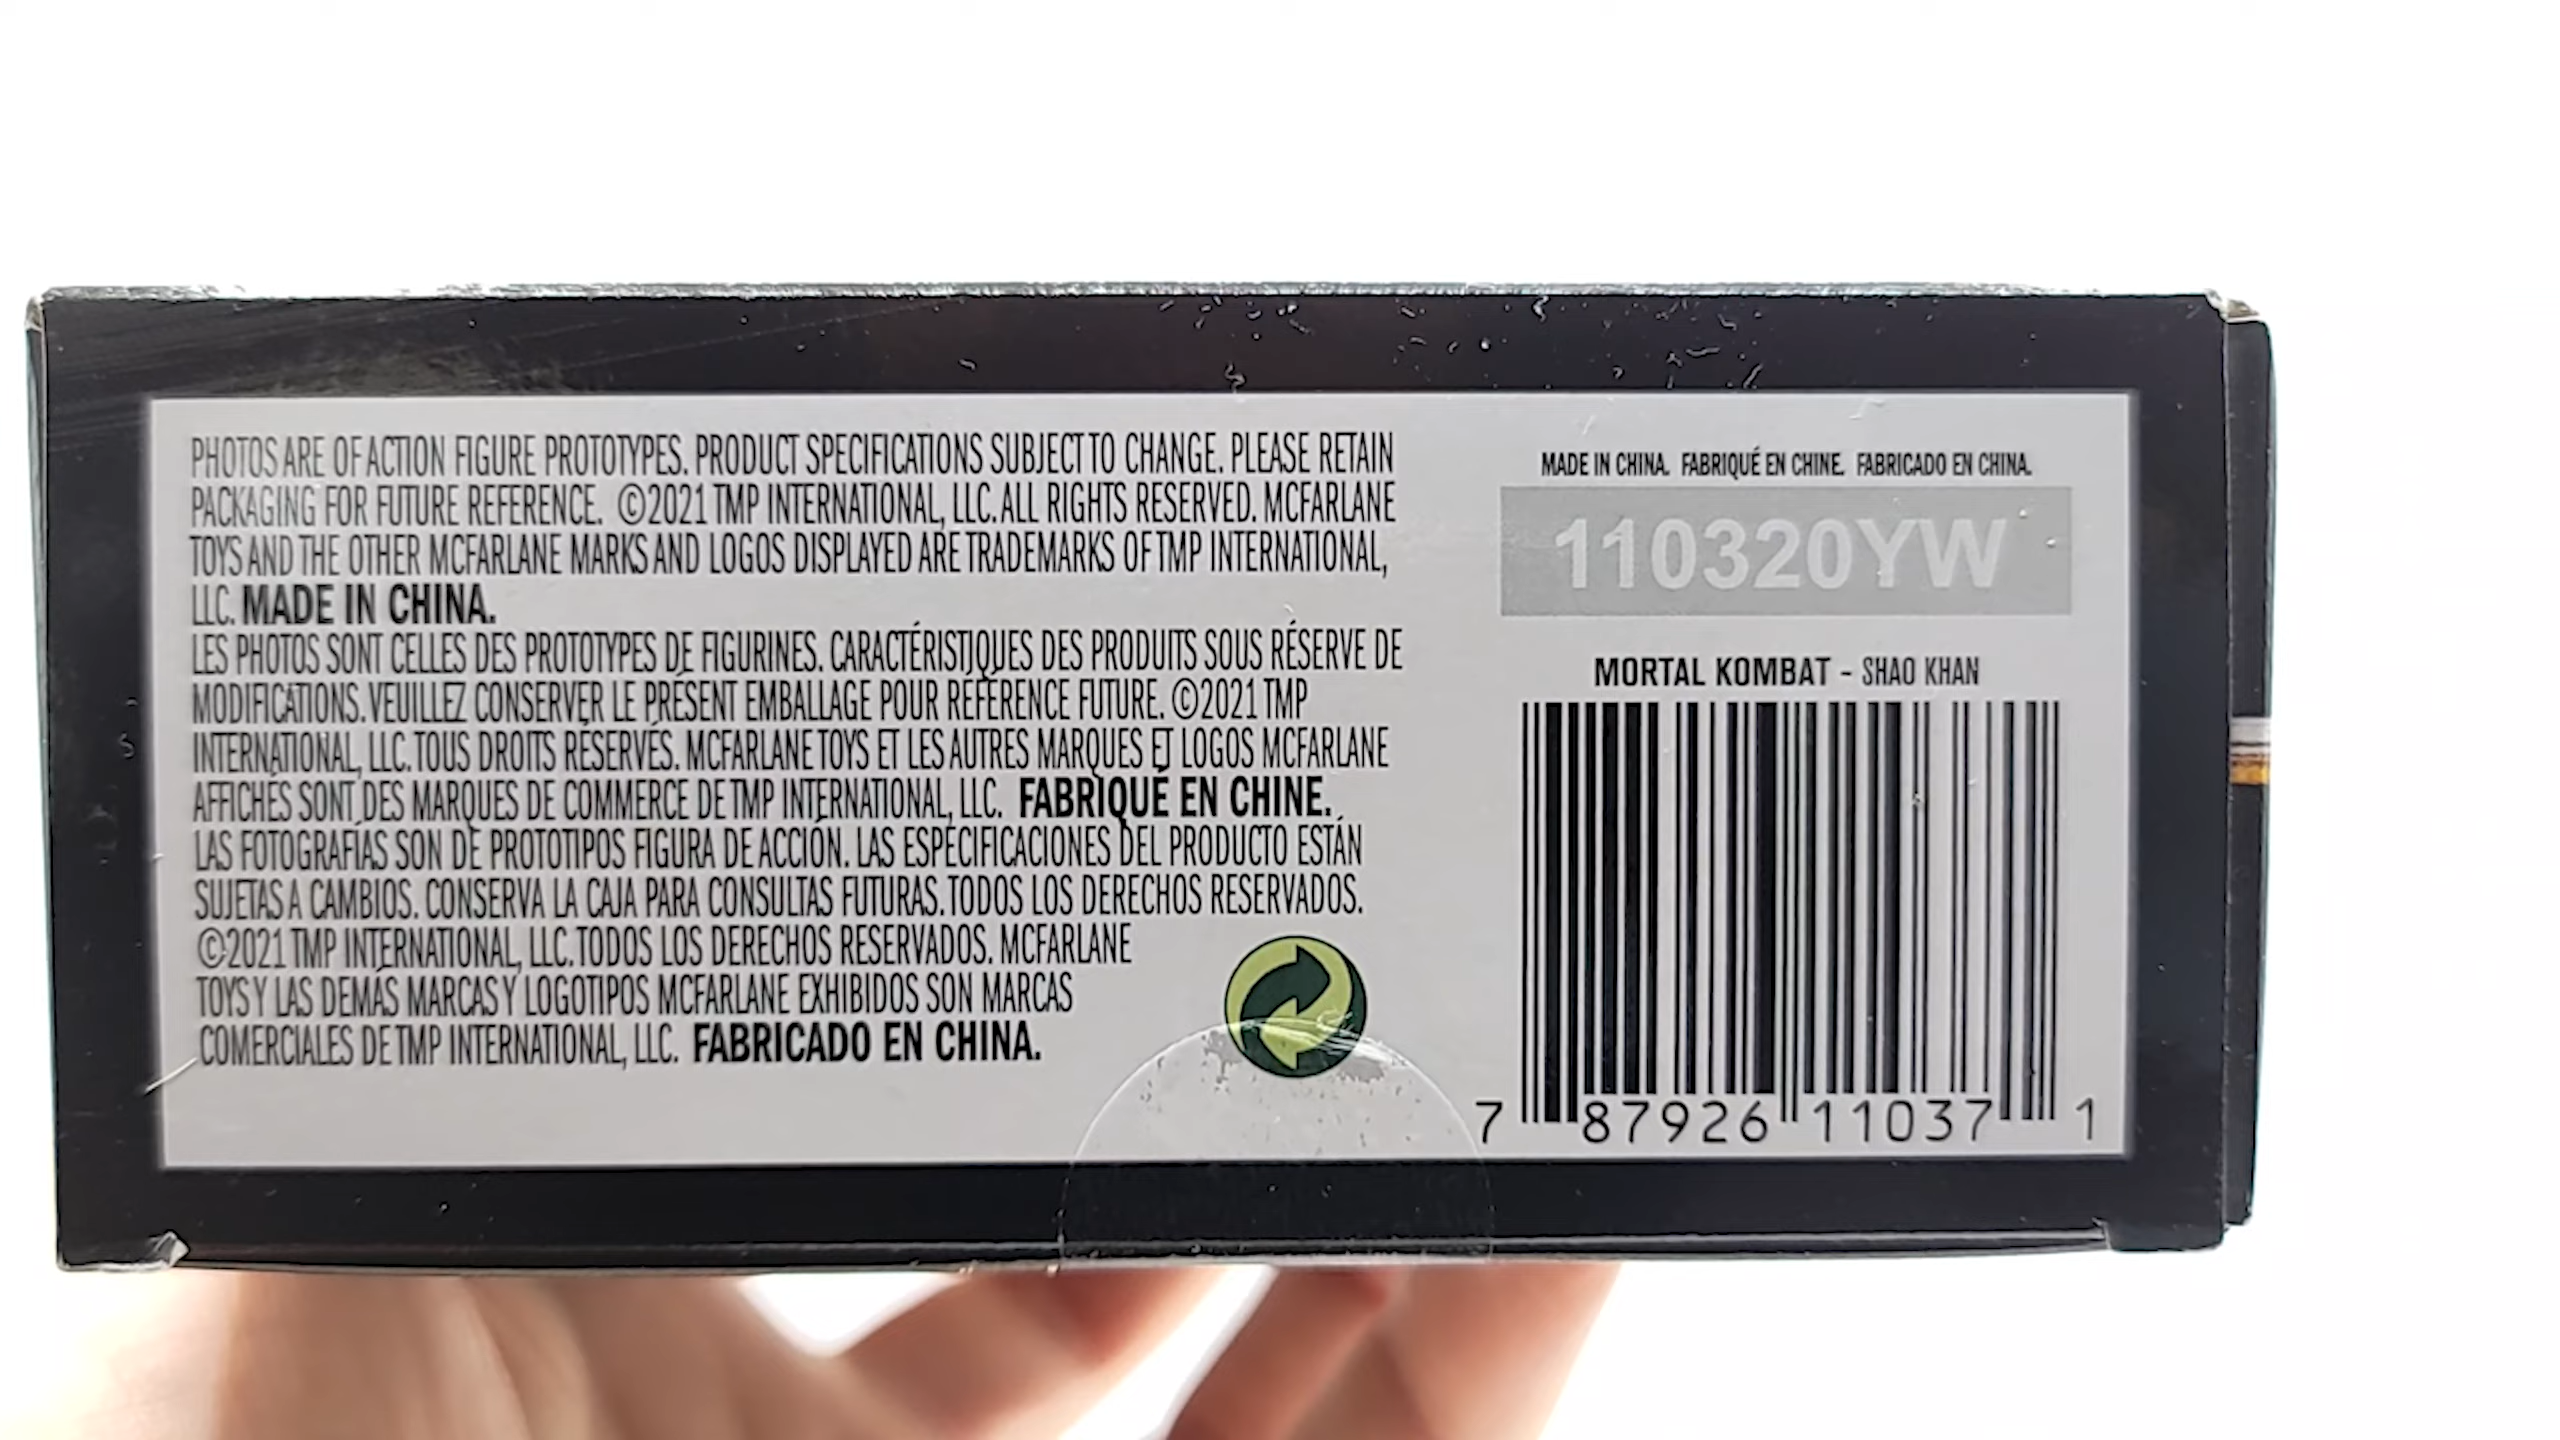 PHOTOS ARE OF ACTION FIGURE PROTOTYPES. PRODUCT SPECIFICATIONS SUBJECT TO CHANGE. PLEASE RETAIN
PACKAGING FOR FUTURE REFERENCE. ©2021 TMP INTERNATIONAL, LLC. ALL RIGHTS RESERVED. MCFARLANE
TOYS AND THE OTHER MCFARLANE MARKS AND LOGOS DISPLAYED ARE TRADEMARKS OF TMP INTERNATIONAL,
LLC. MADE IN CHINA.
LES PHOTOS SONT CELLES DES PROTOTYPES DE FIGURINES. CARACTÉRISTIQUES DES PRODUITS SOUS RÉSERVE DE
MODIFICATIONS. VEUILLEZ CONSERVER LE PRÉSENT EMBALLAGE POUR RÉFÉRENCE FUTURE. ©2021 TMP
INTERNATIONAL, LLC. TOUS DROITS RÉSERVÉS. MCFARLANE TOYS ET LES AUTRES MARQUES ET LOGOS MCFARLANE
AFFICHÉS SONT DES MARQUES DE COMMERCE DE TMP INTERNATIONAL, LLC. FABRIQUÉ EN CHINE.
LAS FOTOGRAFÍAS SON DE PROTOTIPOS FIGURA DE ACCIÓN. LAS ESPECIFICACIONES DEL PRODUCTO ESTÁN
SUJETAS A CAMBIOS. CONSERVA LA CAJA PARA CONSULTAS FUTURAS. TODOS LOS DERECHOS RESERVADOS.
©2021 TMP INTERNATIONAL, LLC. TODOS LOS DERECHOS RESERVADOS. MCFARLANE
TOYS Y LAS DEMÁS MARCAS Y LOGOTIPOS MCFARLANE EXHIBIDOS SON MARCAS
COMERCIALES DE TMP INTERNATIONAL, LLC. FABRICADO EN CHINA.
MADE IN CHINA. FABRIQUÉ EN CHINE. FABRICADO EN CHINA.
110320YW
MORTAL KOMBAT - SHAO KHAN
7 87926 11037 1